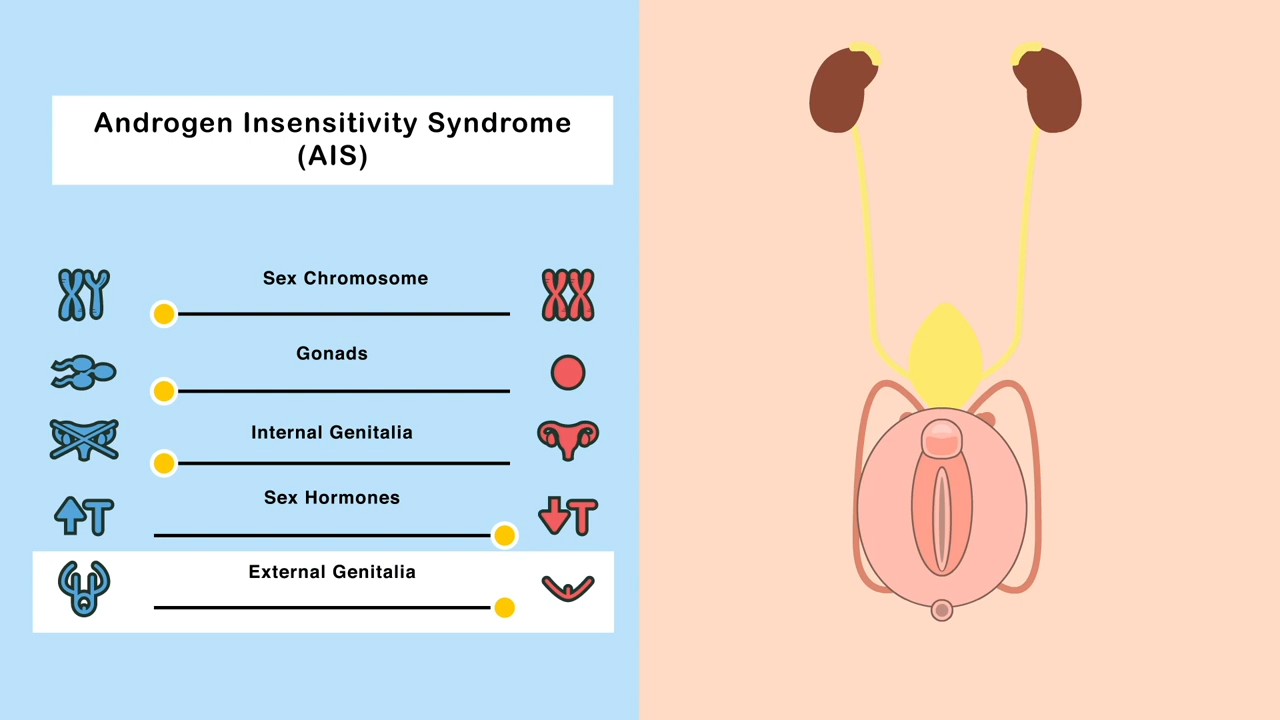 Androgen Insensitivity Syndrome
(AIS)
Sex Chromosome
Gonads
Internal Genitalia
Sex Hormones
External Genitalia